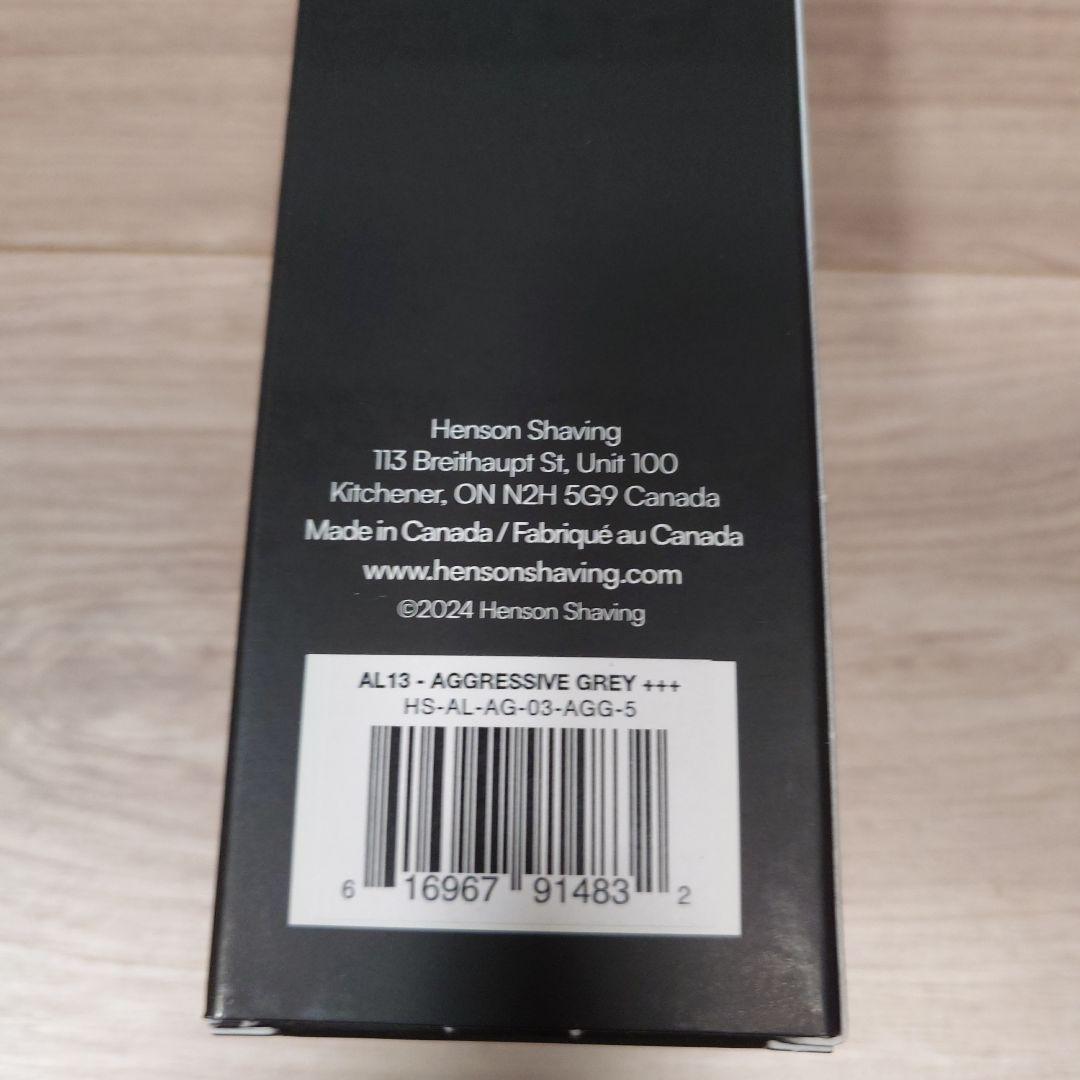 Henson Shaving
113 Breithaupt St, Unit 100
Kitchener, ON N2H 5G9 Canada
Made in Canada / Fabriqué au Canada
www.hensonshaving.com
©2024 Henson Shaving
AL13 - AGGRESSIVE GREY +++
HS-AL-AG-03-AGG-5
6 16967 91483 2